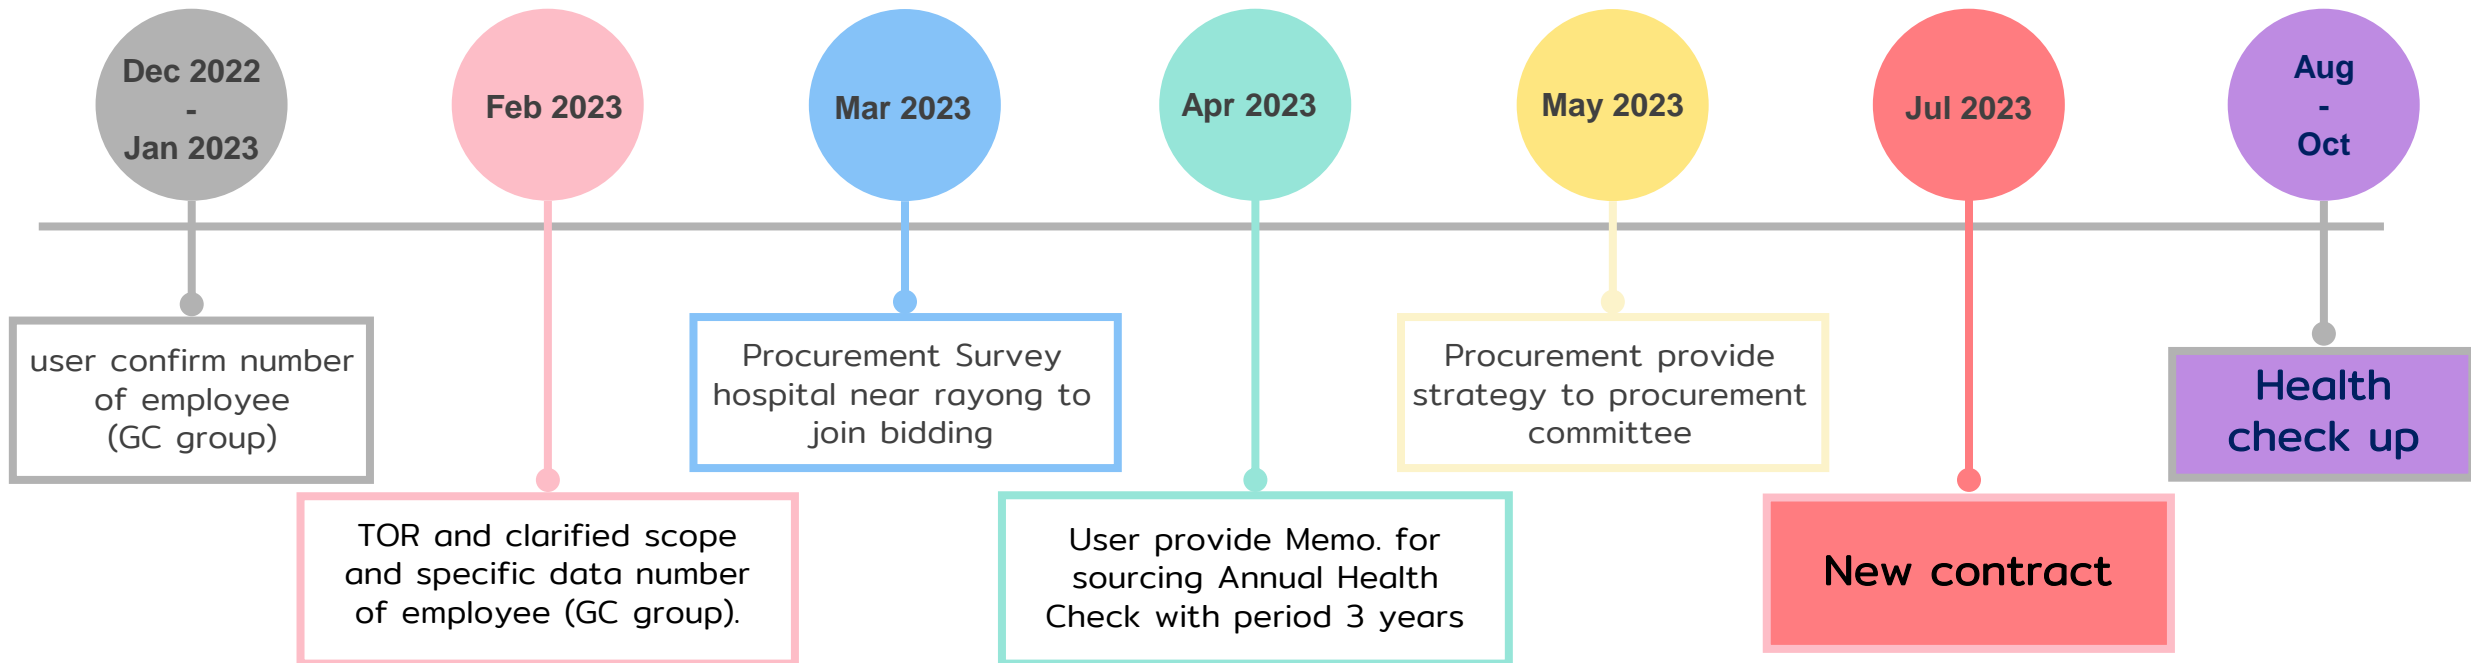 Dec 2022
-
Jan 2023
Feb 2023
Mar 2023
Apr 2023
May 2023
Jul 2023
Aug
-
Oct
user confirm number
of employee
(GC group)
TOR and clarified scope
and specific data number
of employee (GC group).
Procurement Survey
hospital near rayong to
join bidding
User provide Memo. for
sourcing Annual Health
Check with period 3 years
Procurement provide
strategy to procurement
committee
New contract
Health
check up